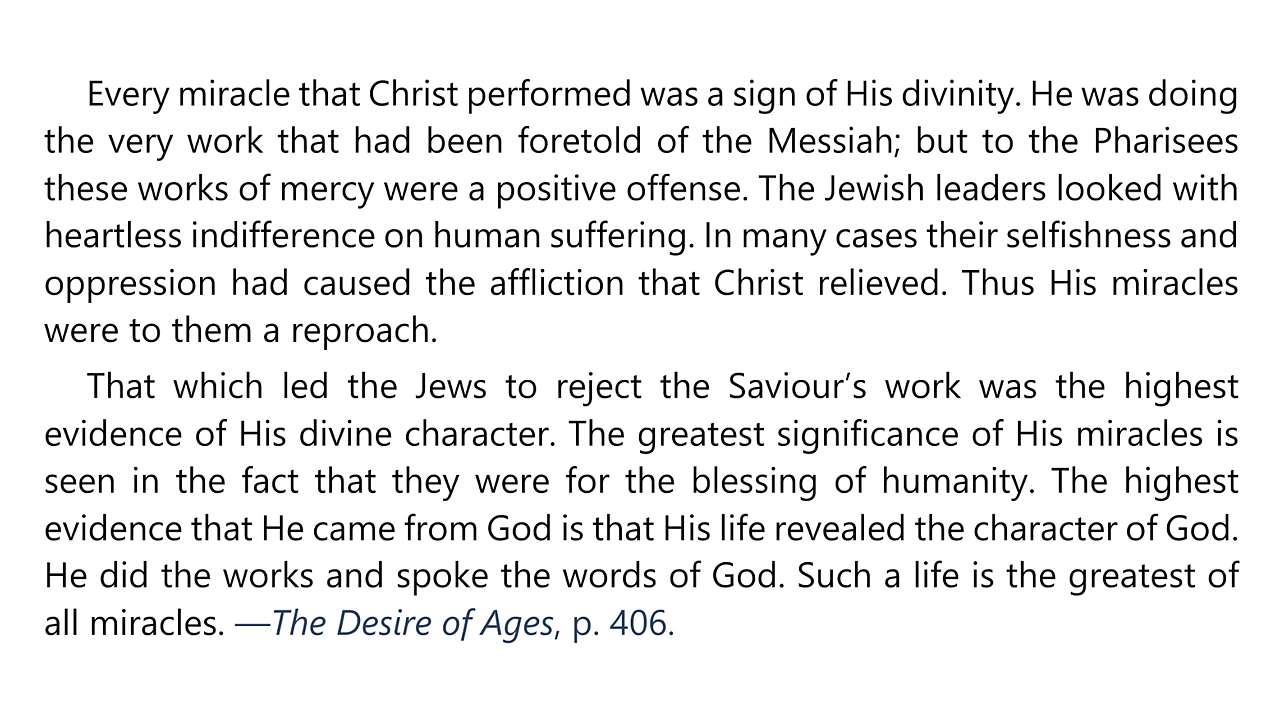 Every miracle that Christ performed was a sign of His divinity. He was doing
the very work that had been foretold of the Messiah; but to the Pharisees
these works of mercy were a positive offense. The Jewish leaders looked with
heartless indifference on human suffering. In many cases their selfishness and
oppression had caused the affliction that Christ relieved. Thus His miracles
were to them a reproach.
That which led the Jews to reject the Saviour’s work was the highest
evidence of His divine character. The greatest significance of His miracles is
seen in the fact that they were for the blessing of humanity. The highest
evidence that He came from God is that His life revealed the character of God.
He did the works and spoke the words of God. Such a life is the greatest of
all miracles. —The Desire of Ages, p. 406.